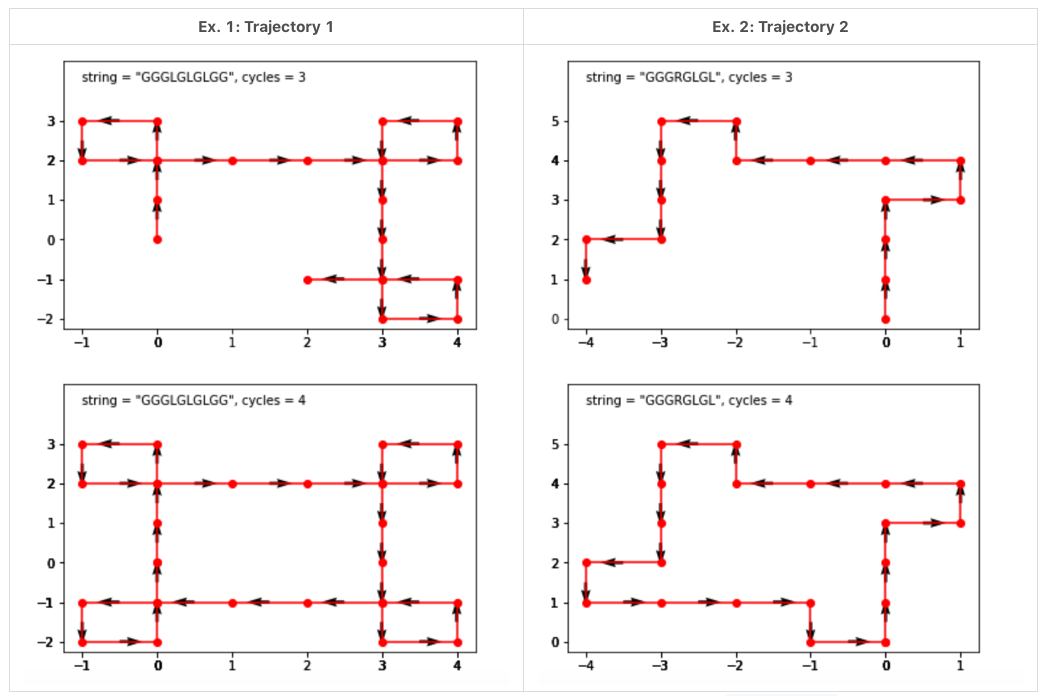 Ex. 1: Trajectory 1
Ex. 2: Trajectory 2
string = "GGGLGLGLGG", cycles = 3
3
2
1
0
−1
−2
−1 0 1 2 3 4
string = "GGGRGLGL", cycles = 3
5
4
3
2
1
0
−4 −3 −2 −1 0 1
string = "GGGLGLGLGG", cycles = 4
3
2
1
0
−1
−2
−1 0 1 2 3 4
string = "GGGRGLGL", cycles = 4
5
4
3
2
1
0
−4 −3 −2 −1 0 1